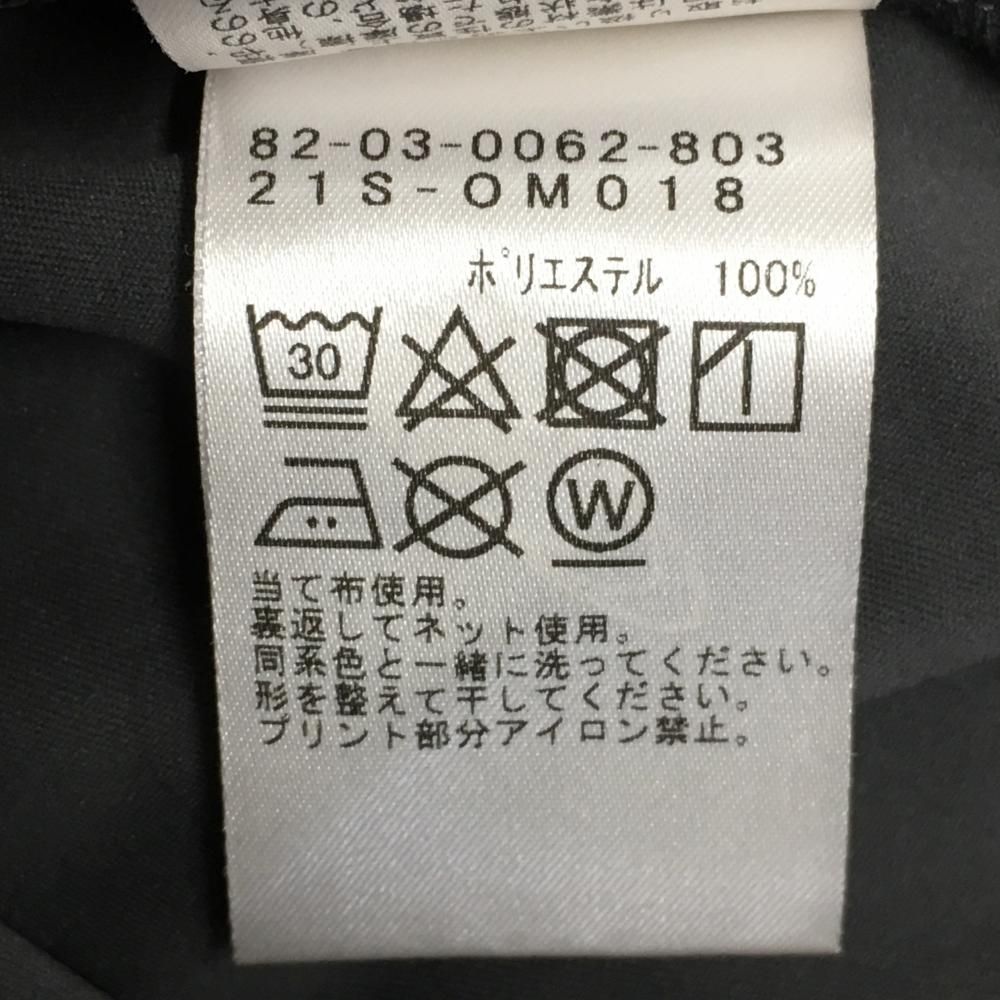 82-03-0062-803
21S-OM018
ポリエステル 100%
30
W
当て布使用。
裏返してネット使用。
同系色と一緒に洗ってください。
形を整えて干してください。
プリント部分アイロン禁止。